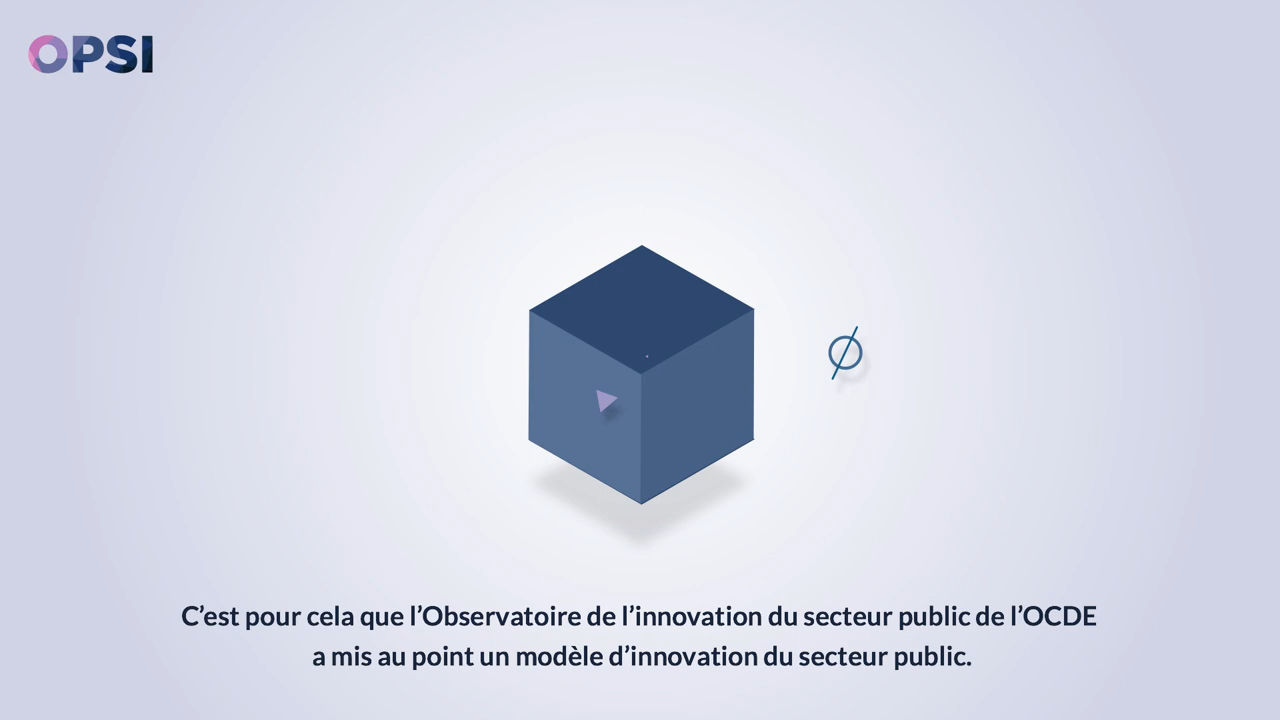 OPSI
C’est pour cela que l’Observatoire de l’innovation du secteur public de l’OCDE
a mis au point un modèle d’innovation du secteur public.